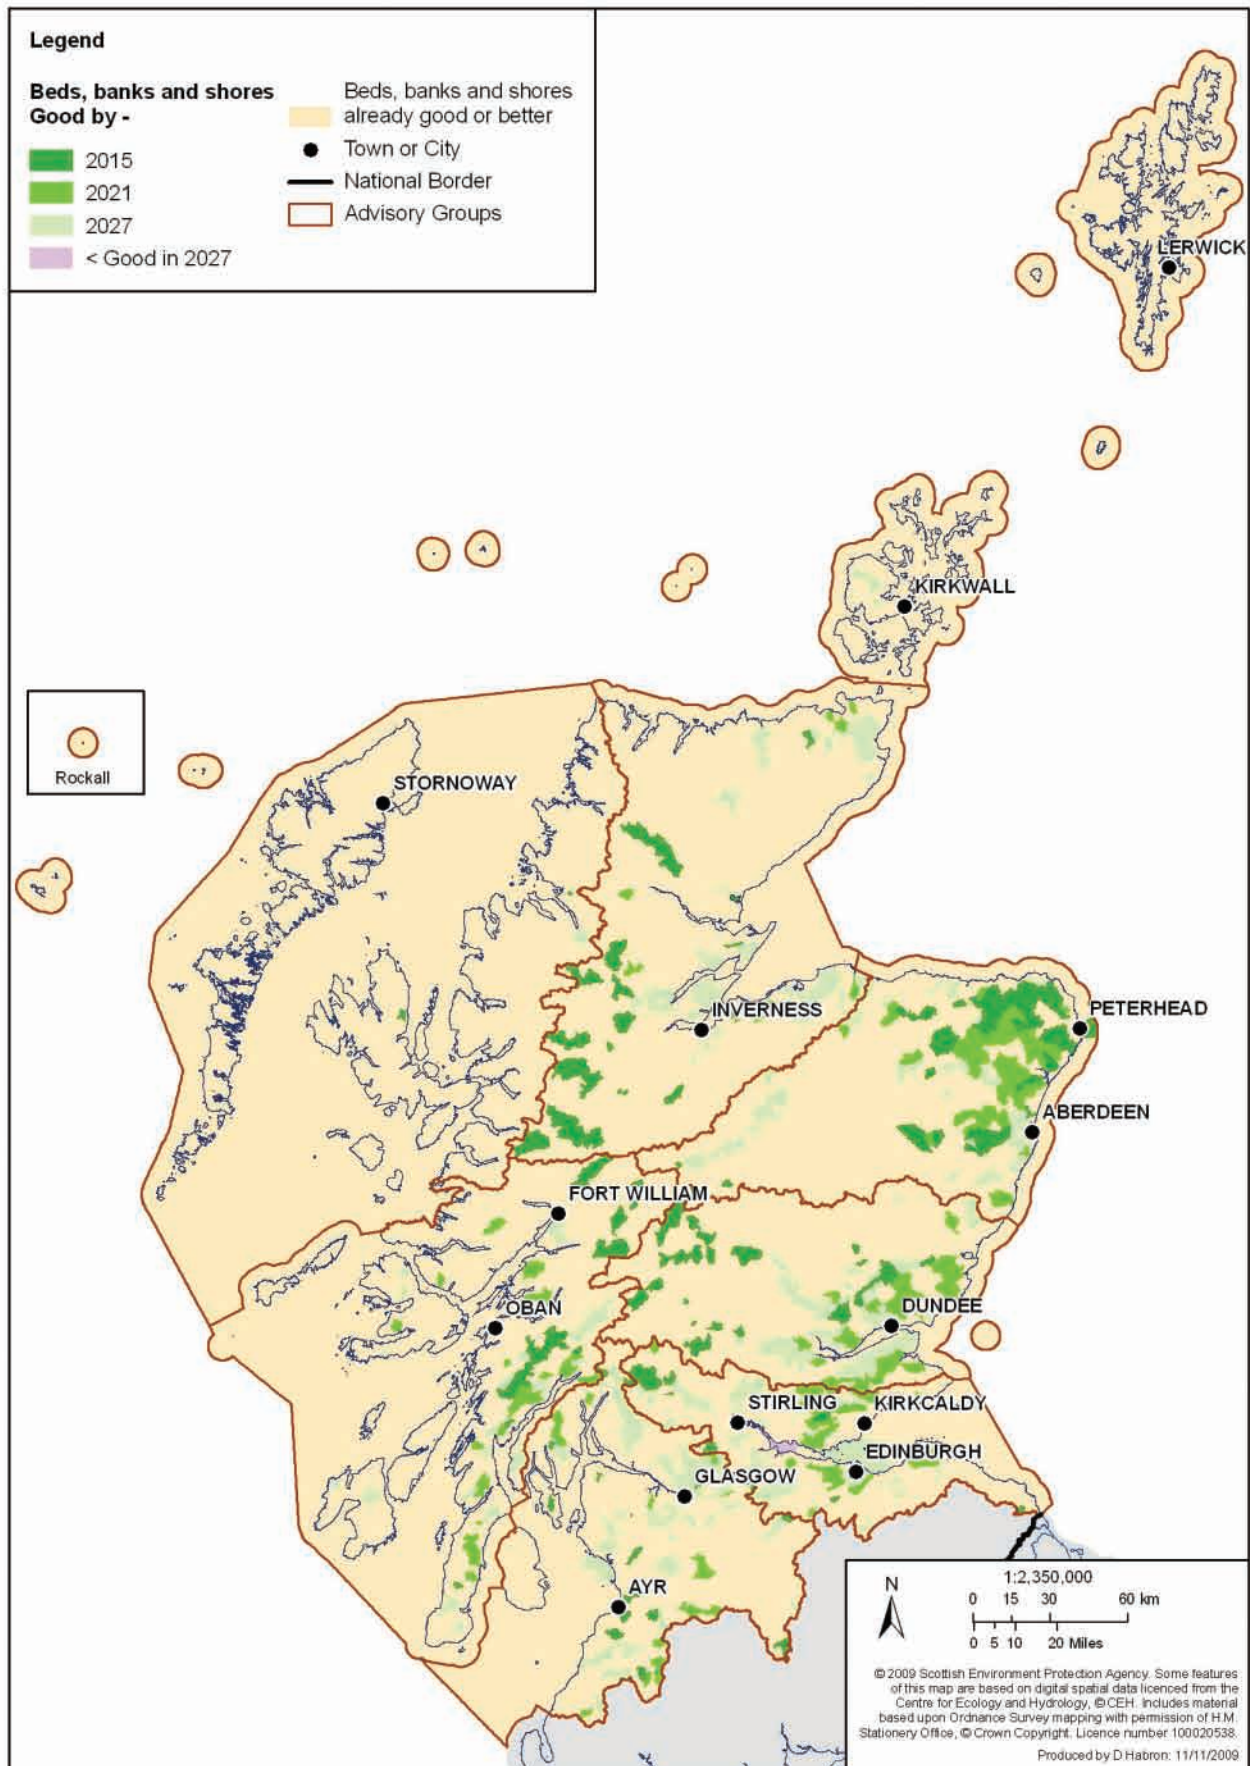 Legend
Beds, banks and shores
Good by -
2015
2021
2027
< Good in 2027
Beds, banks and shores
already good or better
Town or City
National Border
Advisory Groups
LERWICK
KIRKWALL
Rockall
STORNOWAY
INVERNESS
PETERHEAD
ABERDEEN
FORT WILLIAM
OBAN
DUNDEE
STIRLING
KIRKCALDY
EDINBURGH
GLASGOW
AYR
N
1:2,350,000
0 15 30 60 km
0 5 10 20 Miles
© 2009 Scottish Environment Protection Agency. Some features
of this map are based on digital spatial data licenced from the
Centre for Ecology and Hydrology, © CEH. Includes material
based upon Ordnance Survey mapping with permission of H.M.
Stationery Office, © Crown Copyright. Licence number 100020538.
Produced by D Habron: 11/11/2009